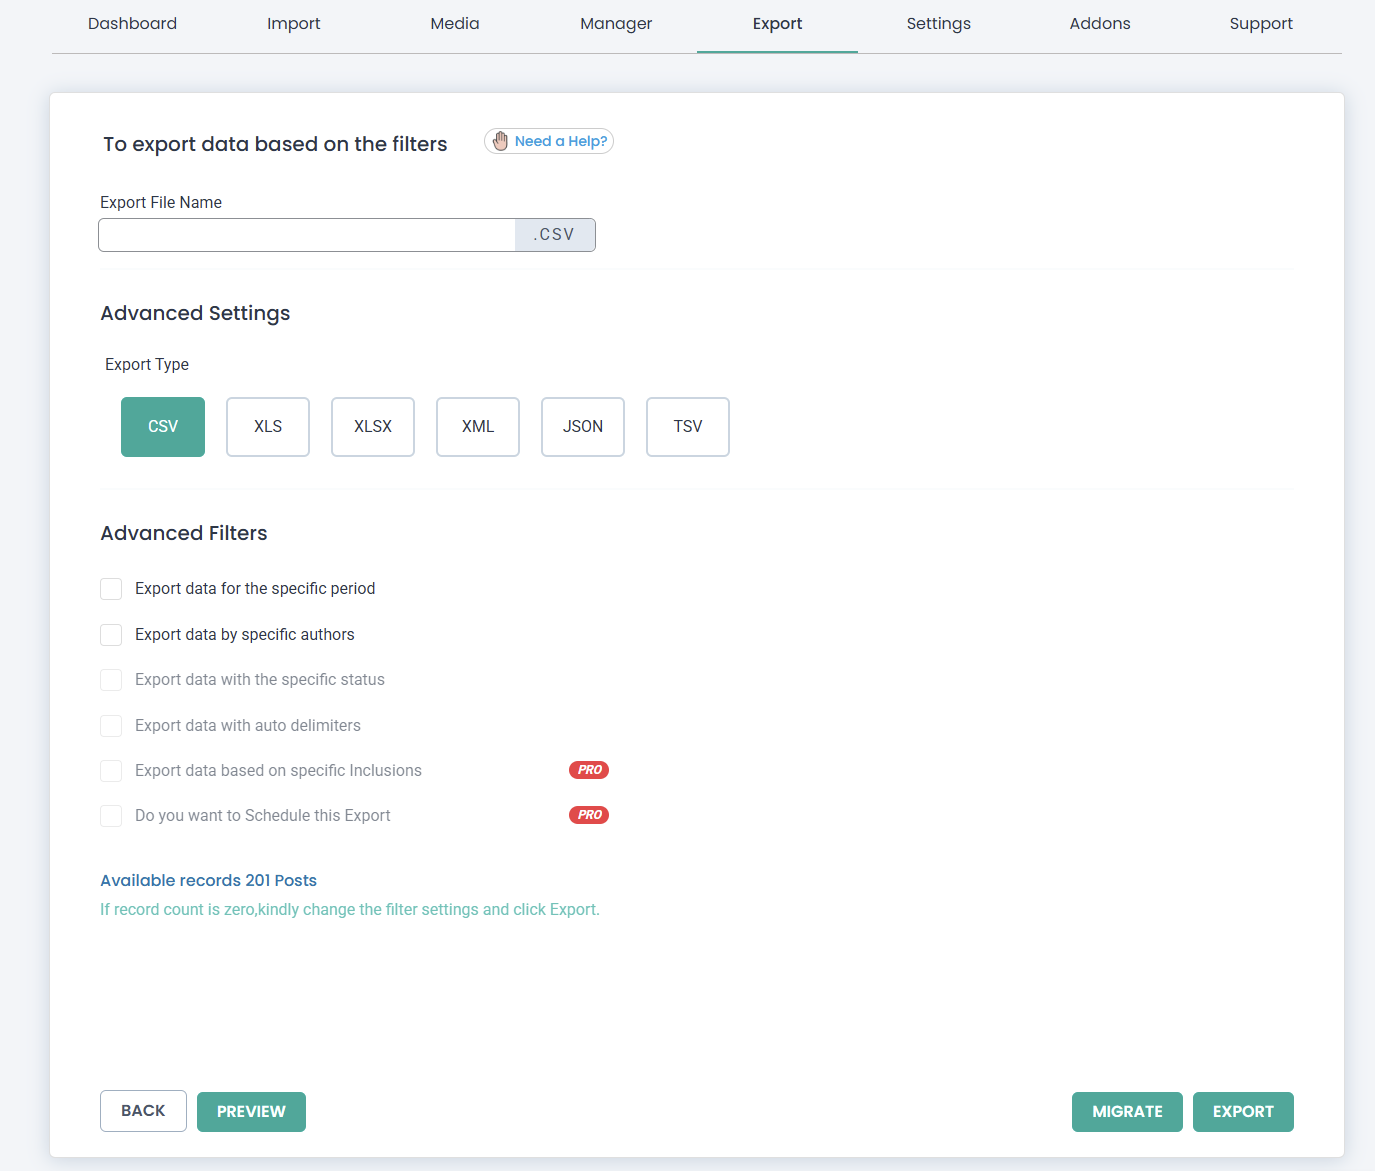 Dashboard Import Media Manager Export Settings Addons Support
To export data based on the filters Need a Help?
Export File Name
.CSV
Advanced Settings
Export Type
CSV XLS XLSX XML JSON TSV
Advanced Filters
Export data for the specific period
Export data by specific authors
Export data with the specific status
Export data with auto delimiters
Export data based on specific Inclusions PRO
Do you want to Schedule this Export PRO
Available records 201 Posts
If record count is zero,kindly change the filter settings and click Export.
BACK PREVIEW MIGRATE EXPORT